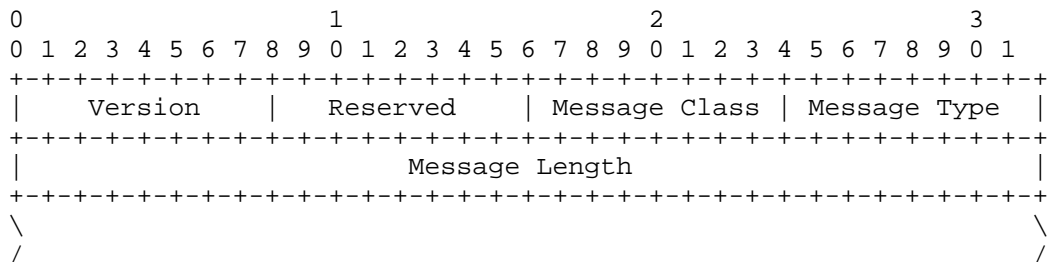 0                   1                   2                   3
0 1 2 3 4 5 6 7 8 9 0 1 2 3 4 5 6 7 8 9 0 1 2 3 4 5 6 7 8 9 0 1
+-+-+-+-+-+-+-+-+-+-+-+-+-+-+-+-+-+-+-+-+-+-+-+-+-+-+-+-+-+-+-+-+
|    Version    |   Reserved    | Message Class | Message Type  |
+-+-+-+-+-+-+-+-+-+-+-+-+-+-+-+-+-+-+-+-+-+-+-+-+-+-+-+-+-+-+-+-+
|                        Message Length                         |
+-+-+-+-+-+-+-+-+-+-+-+-+-+-+-+-+-+-+-+-+-+-+-+-+-+-+-+-+-+-+-+-+
\                                                               \
/                                                               /